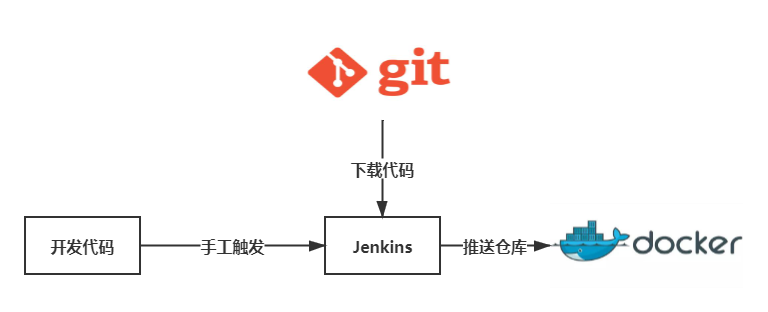 git
下载代码
开发代码
手工触发
Jenkins
推送仓库
docker